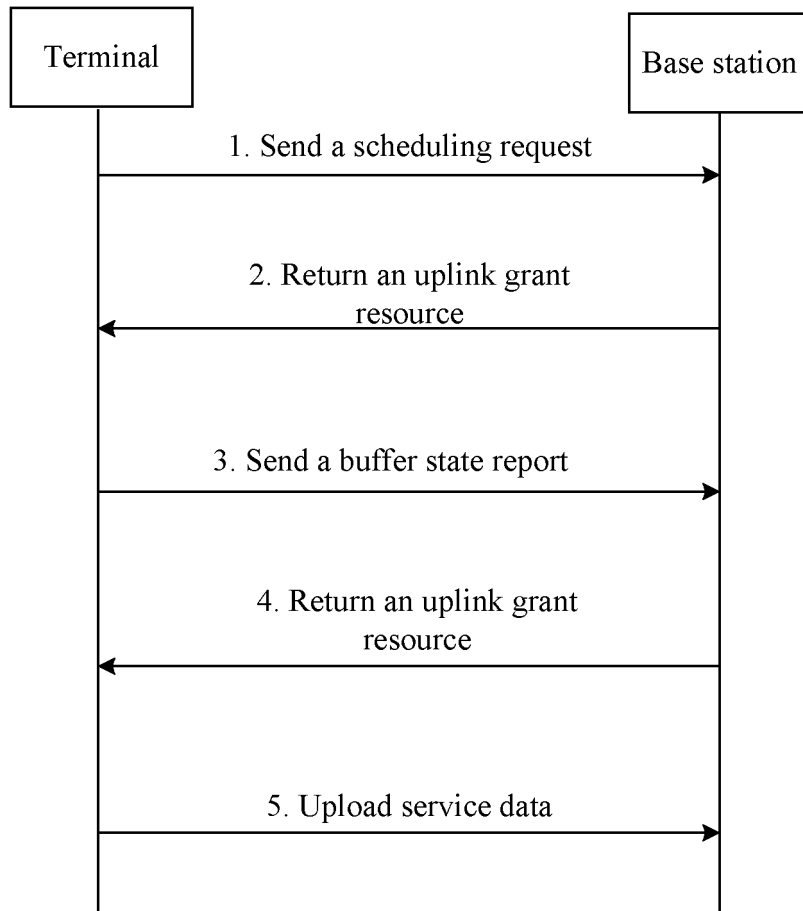 Terminal
Base station
1. Send a scheduling request
2. Return an uplink grant
resource
3. Send a buffer state report
4. Return an uplink grant
resource
5. Upload service data